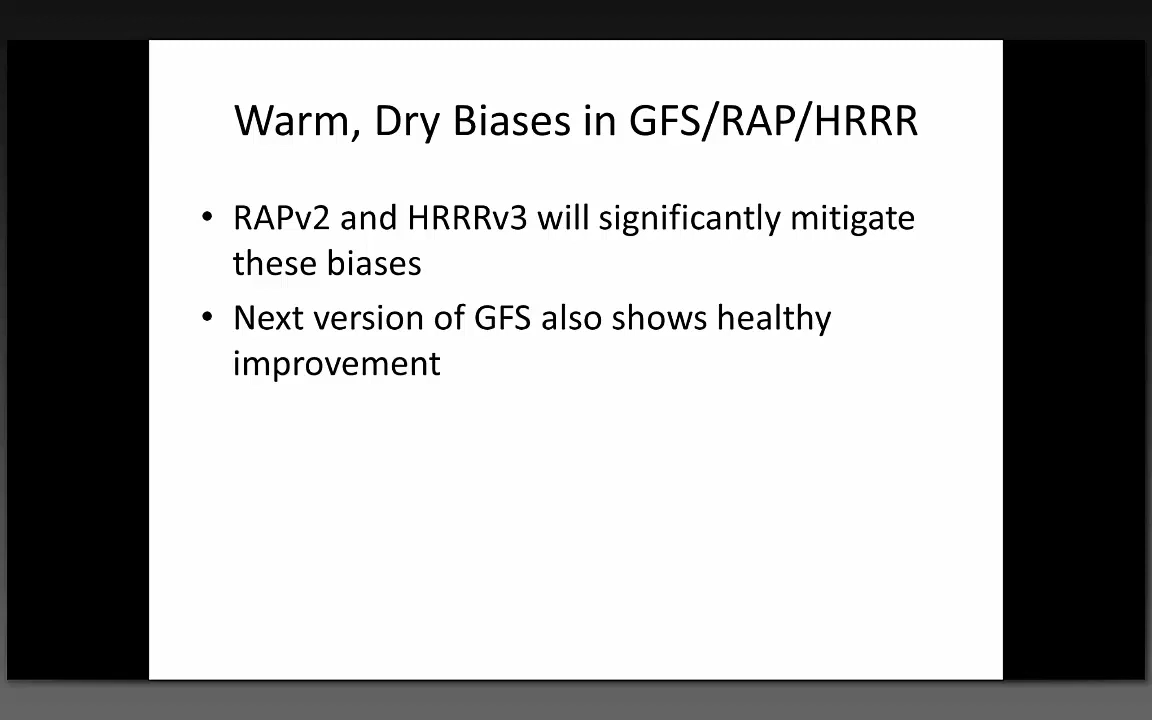 Warm, Dry Biases in GFS/RAP/HRRR
• RAPv2 and HRRRv3 will significantly mitigate
these biases
• Next version of GFS also shows healthy
improvement